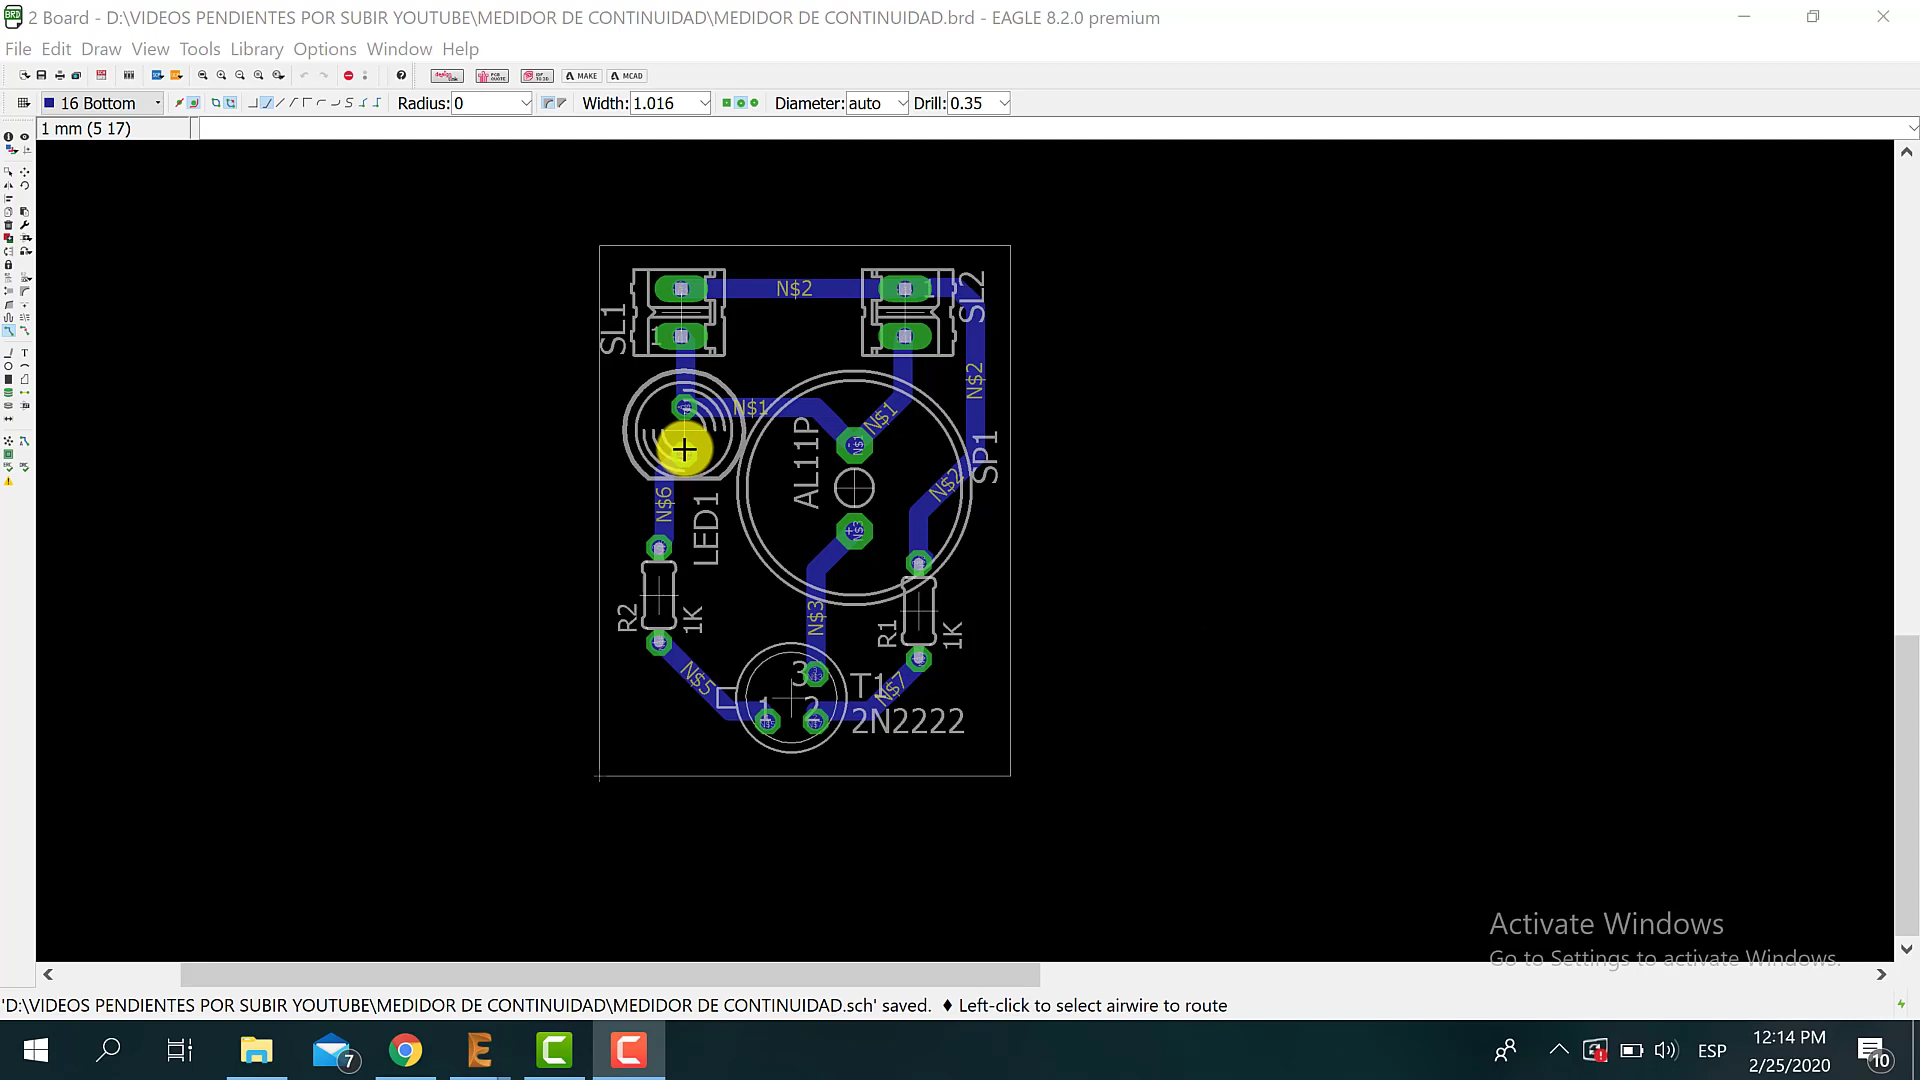 2 Board - D:\VIDEOS PENDIENTES POR SUBIR YOUTUBE\MEDIDOR DE CONTINUIDAD\MEDIDOR DE CONTINUIDAD.brd - EAGLE 8.2.0 premium
File Edit Draw View Tools Library Options Window Help
MAKE MCAD
16 Bottom Radius: 0 Width: 1.016 Diameter: auto Drill: 0.35
1 mm (5 17)
N$2
1
SL2
SL1
1
N$2
N$1
N$1
AL11P
SP1
N$6
N$2
LED1
N$3
R2
1K
R1
1K
N$5
3
T1
N$7
1
2
2N2222
Activate Windows
Go to Settings to activate Windows.
'D:\VIDEOS PENDIENTES POR SUBIR YOUTUBE\MEDIDOR DE CONTINUIDAD\MEDIDOR DE CONTINUIDAD.sch' saved. ♦ Left-click to select airwire to route
7
ESP
12:14 PM
2/25/2020
10